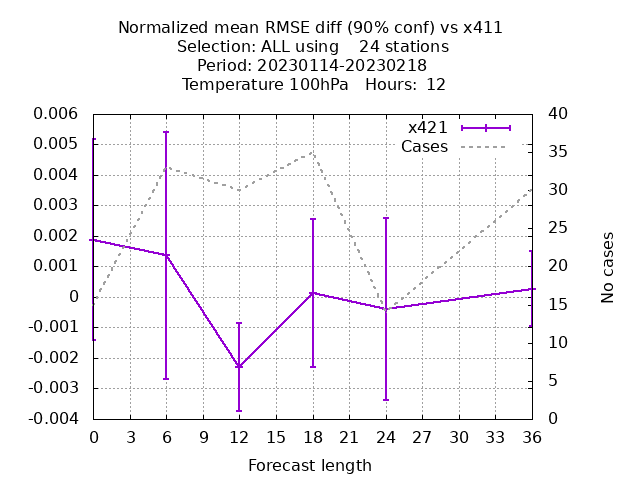 Normalized mean RMSE diff (90% conf) vs x411
Selection: ALL using 24 stations
Period: 20230114-20230218
Temperature 100hPa Hours: 12
x421
Cases
0.006
0.005
0.004
0.003
0.002
0.001
0
-0.001
-0.002
-0.003
-0.004
40
35
30
25
20
15
10
5
0
No cases
0 3 6 9 12 15 18 21 24 27 30 33 36
Forecast length